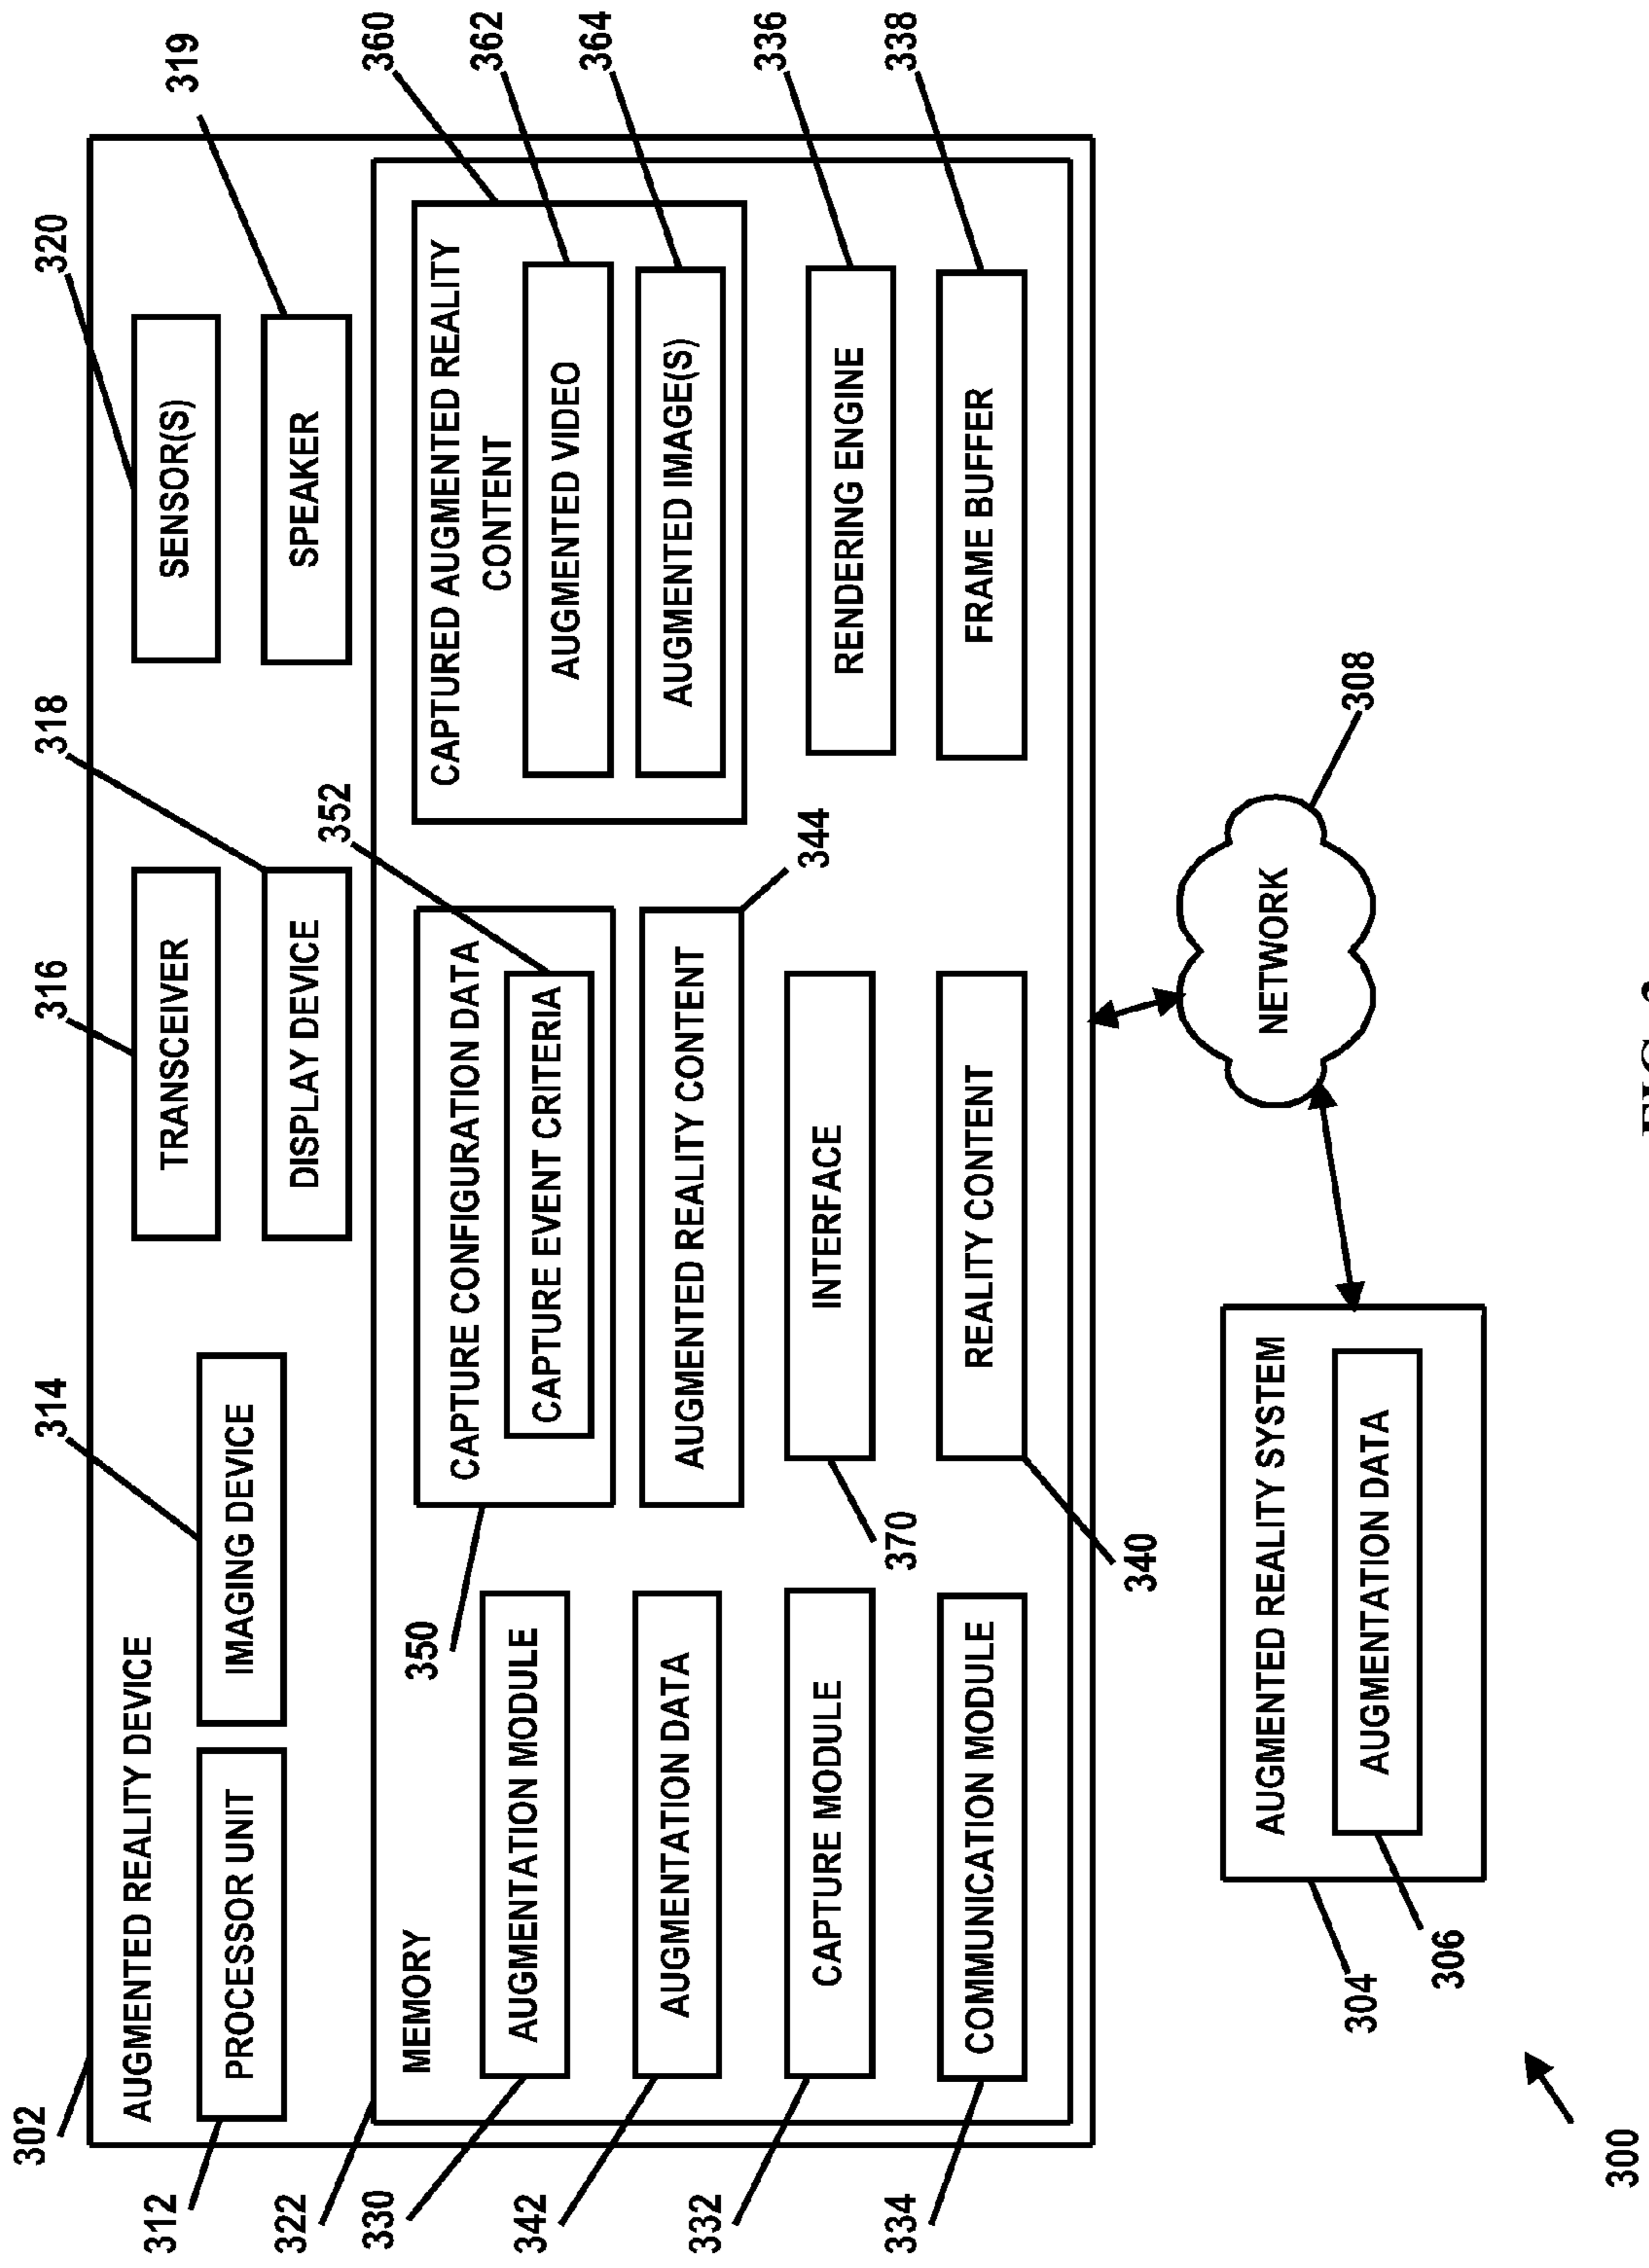 302
314
316
318
320
AUGMENTED REALITY DEVICE
312
PROCESSOR UNIT
IMAGING DEVICE
TRANSCEIVER
SENSOR(S)
319
DISPLAY DEVICE
SPEAKER
322
352
360
MEMORY
350
CAPTURE CONFIGURATION DATA
CAPTURED AUGMENTED REALITY
CONTENT
330
AUGMENTATION MODULE
CAPTURE EVENT CRITERIA
AUGMENTED VIDEO
362
342
AUGMENTATION DATA
AUGMENTED REALITY CONTENT
344
AUGMENTED IMAGE(S)
364
332
CAPTURE MODULE
INTERFACE
370
RENDERING ENGINE
336
334
COMMUNICATION MODULE
REALITY CONTENT
340
FRAME BUFFER
338
AUGMENTED REALITY SYSTEM
NETWORK
308
304
AUGMENTATION DATA
306
300
FIG.